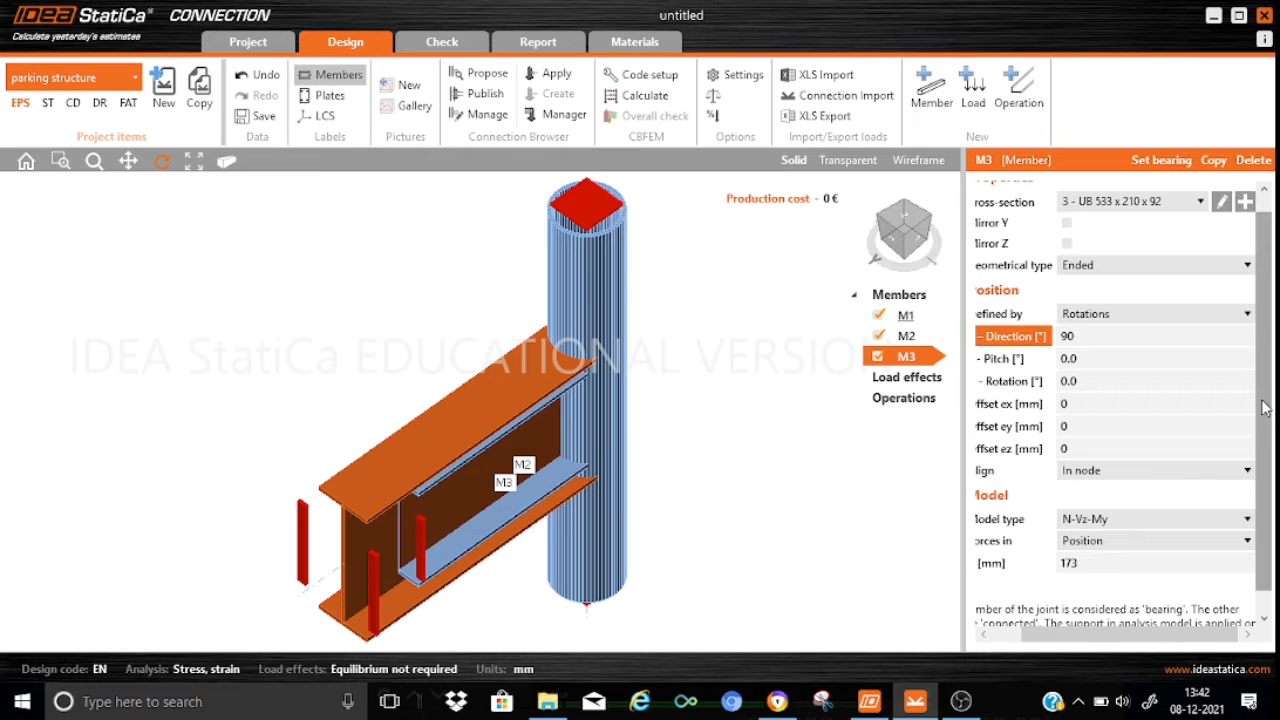 IDEA StatiCa® CONNECTION
untitled
Calculate yesterday's estimates
Project Design Check Report Materials
parking structure
EPS ST CD DR FAT
New Copy
Project items
Undo
Redo
Save
Data
Members
Plates
LCS
Labels
New
Gallery
Pictures
Propose Apply
Publish Create
Manage Manager
Connection Browser
Code setup
Calculate
Overall check
CBFEM
Settings
Options
XLS Import
Connection Import
XLS Export
Import/Export loads
Member Load Operation
New
Solid Transparent Wireframe
M3 [Member] Set bearing Copy Delete
Production cost - 0 €
IDEA StatiCa EDUCATIONAL VERSION
Members
M1
M2
M3
Load effects
Operations
M2
M3
ross-section 3 - UB 533 x 210 x 92
irror Y
irror Z
eometrical type Ended
osition
efined by Rotations
– Direction [°] 90
- Pitch [°] 0.0
- Rotation [°] 0.0
ffset ex [mm] 0
ffset ey [mm] 0
ffset ez [mm] 0
lign In node
Model
Model type N-Vz-My
orces in Position
[mm] 173
mber of the joint is considered as 'bearing'. The other
'connected'. The support in analysis model is applied on
Design code: EN Analysis: Stress, strain Load effects: Equilibrium not required Units: mm
www.ideastatica.com
Type here to search
13:42
08-12-2021